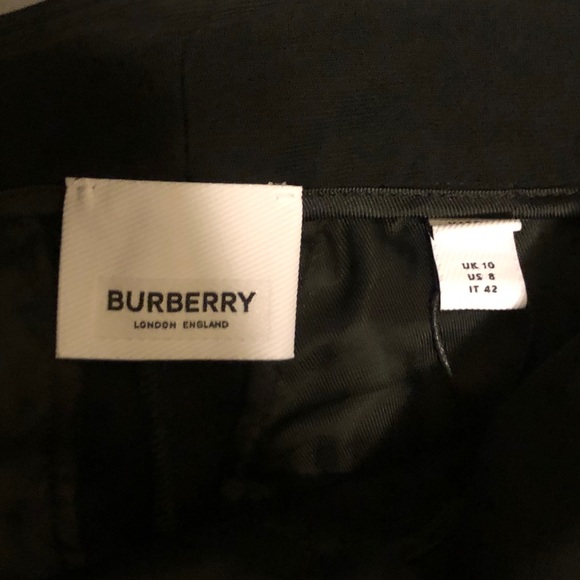 BURBERRY
LONDON ENGLAND
UK 10
US 8
IT 42